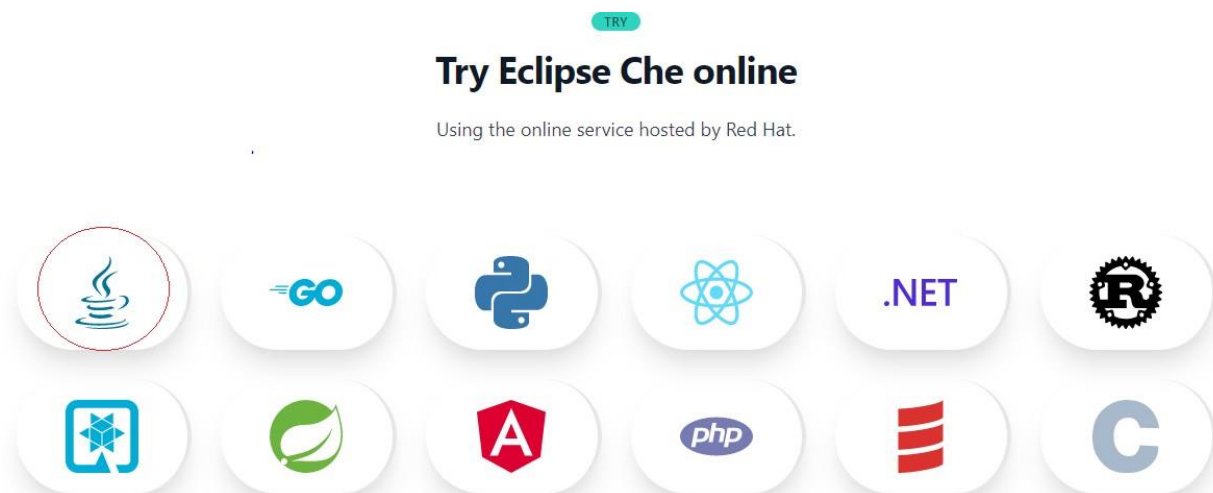 TRY
Try Eclipse Che online
Using the online service hosted by Red Hat.
GO
.NET
R
A
php
C